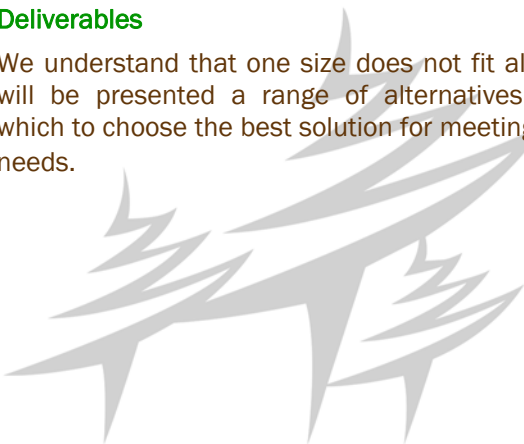 Deliverables
We understand that one size does not fit al
will be presented a range of alternatives
which to choose the best solution for meeting
needs.